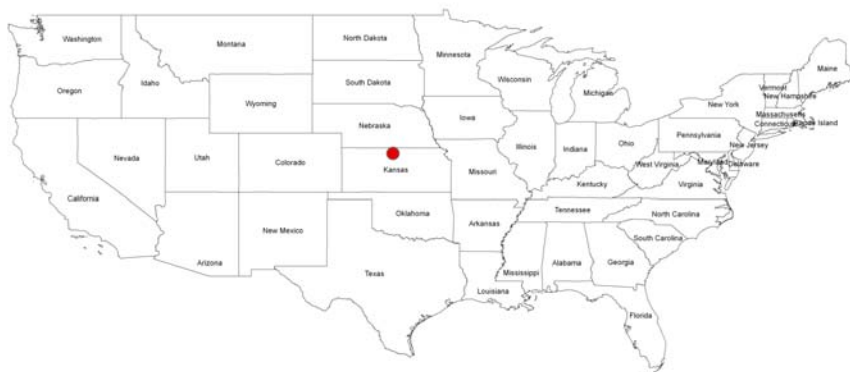 Washington
Montana
North Dakota
Minnesota
Maine
Oregon
Idaho
South Dakota
Wisconsin
Michigan
Vermont
New Hampshire
Wyoming
New York
Iowa
Massachusetts
Nebraska
Connecticut
Rhode Island
Nevada
Utah
Colorado
Kansas
Missouri
Illinois
Indiana
Ohio
Pennsylvania
New Jersey
California
West Virginia
Maryland
Delaware
Kentucky
Virginia
Oklahoma
Arkansas
Tennessee
North Carolina
Arizona
New Mexico
Texas
Louisiana
Mississippi
Alabama
Georgia
South Carolina
Florida